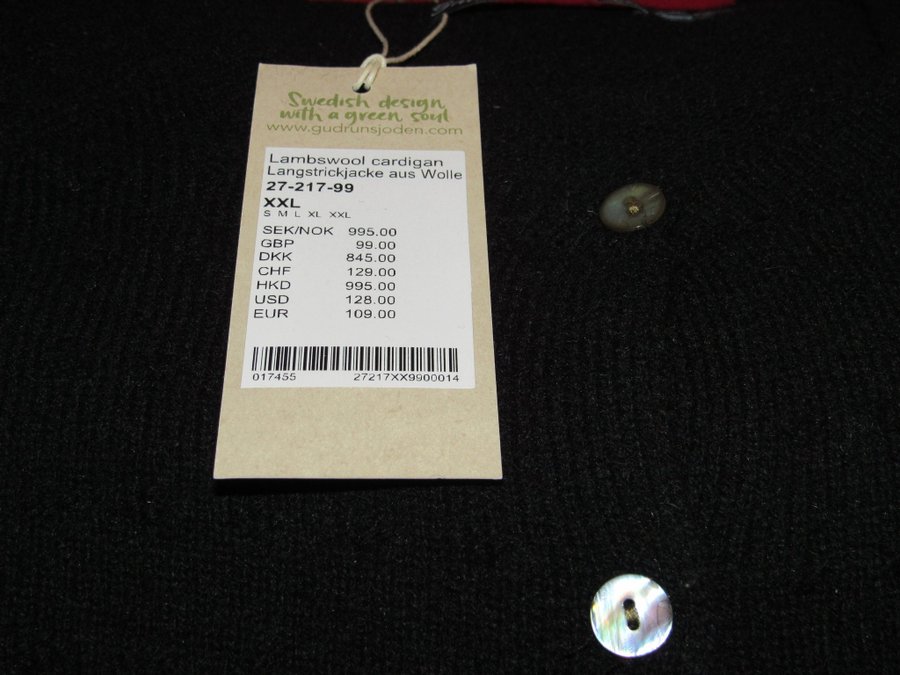 Swedish design
with a green soul
www.gudrunsjoden.com
Lambswool cardigan
Langstrickjacke aus Wolle
27-217-99
XXL
S M L XL XXL
SEK/NOK 995.00
GBP 99.00
DKK 845.00
CHF 129.00
HKD 995.00
USD 128.00
EUR 109.00
017455 27217XX9900014